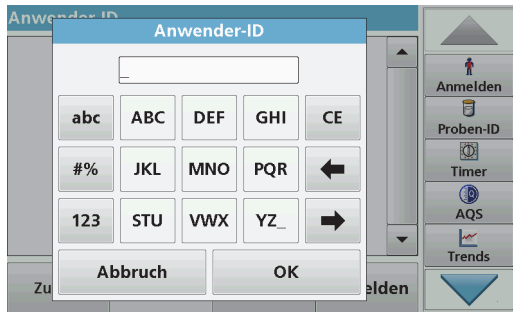 Anwender-ID
Anwender-ID
_
abc ABC DEF GHI CE
#% JKL MNO PQR
123 STU VWX YZ_
Abbruch OK
Zu
elden
Anmelden
Proben-ID
Timer
AQS
Trends